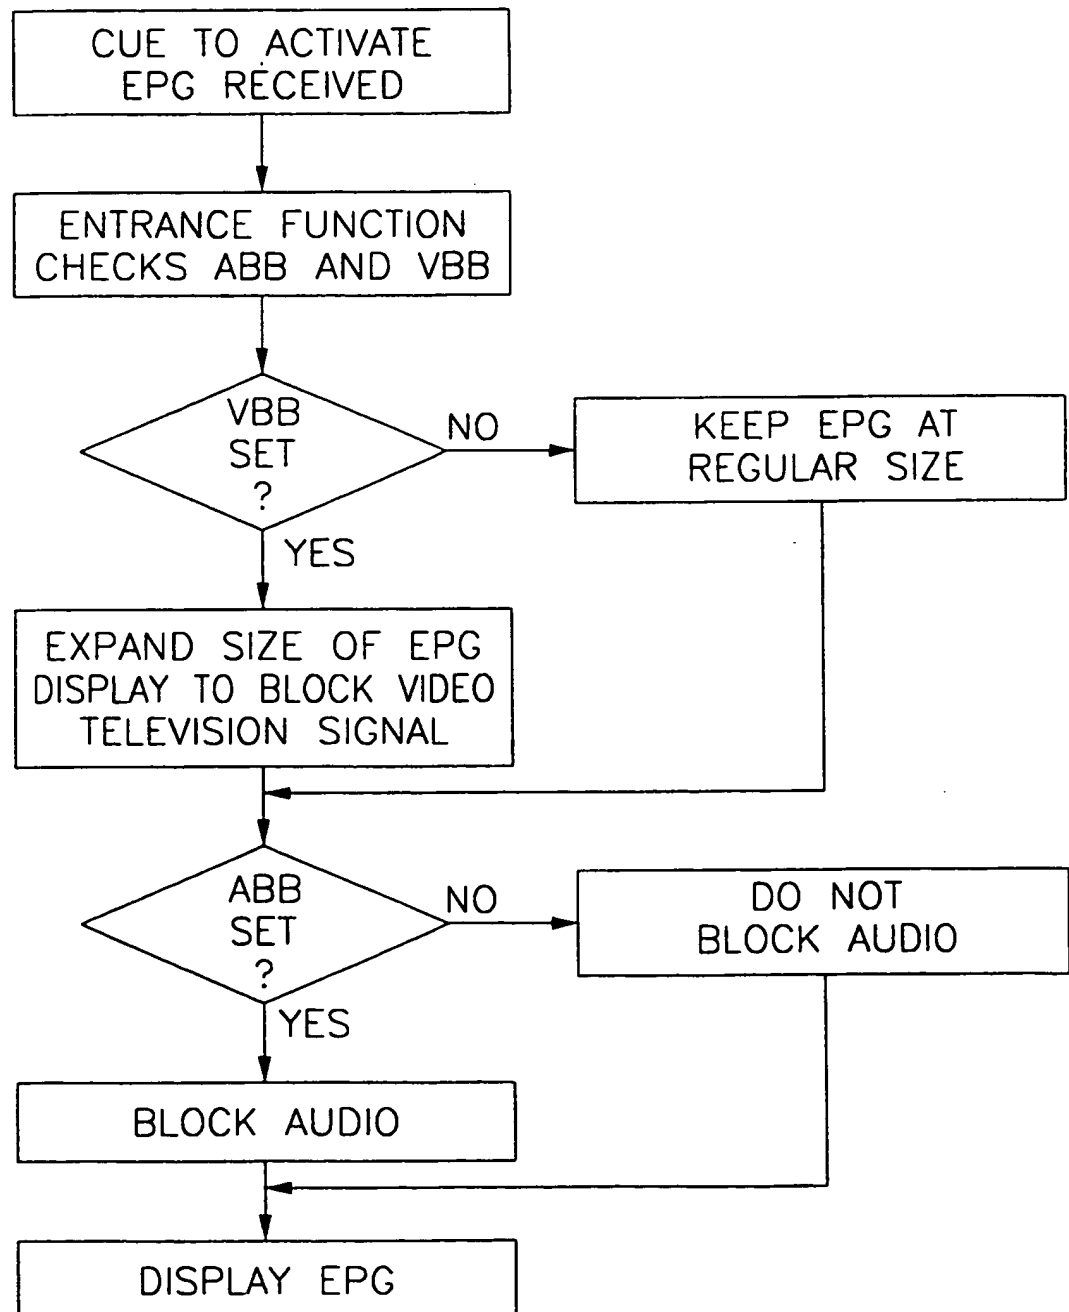 CUE TO ACTIVATE
EPG RECEIVED
ENTRANCE FUNCTION
CHECKS ABB AND VBB
VBB
SET
?
NO
KEEP EPG AT
REGULAR SIZE
YES
EXPAND SIZE OF EPG
DISPLAY TO BLOCK VIDEO
TELEVISION SIGNAL
ABB
SET
?
NO
DO NOT
BLOCK AUDIO
YES
BLOCK AUDIO
DISPLAY EPG